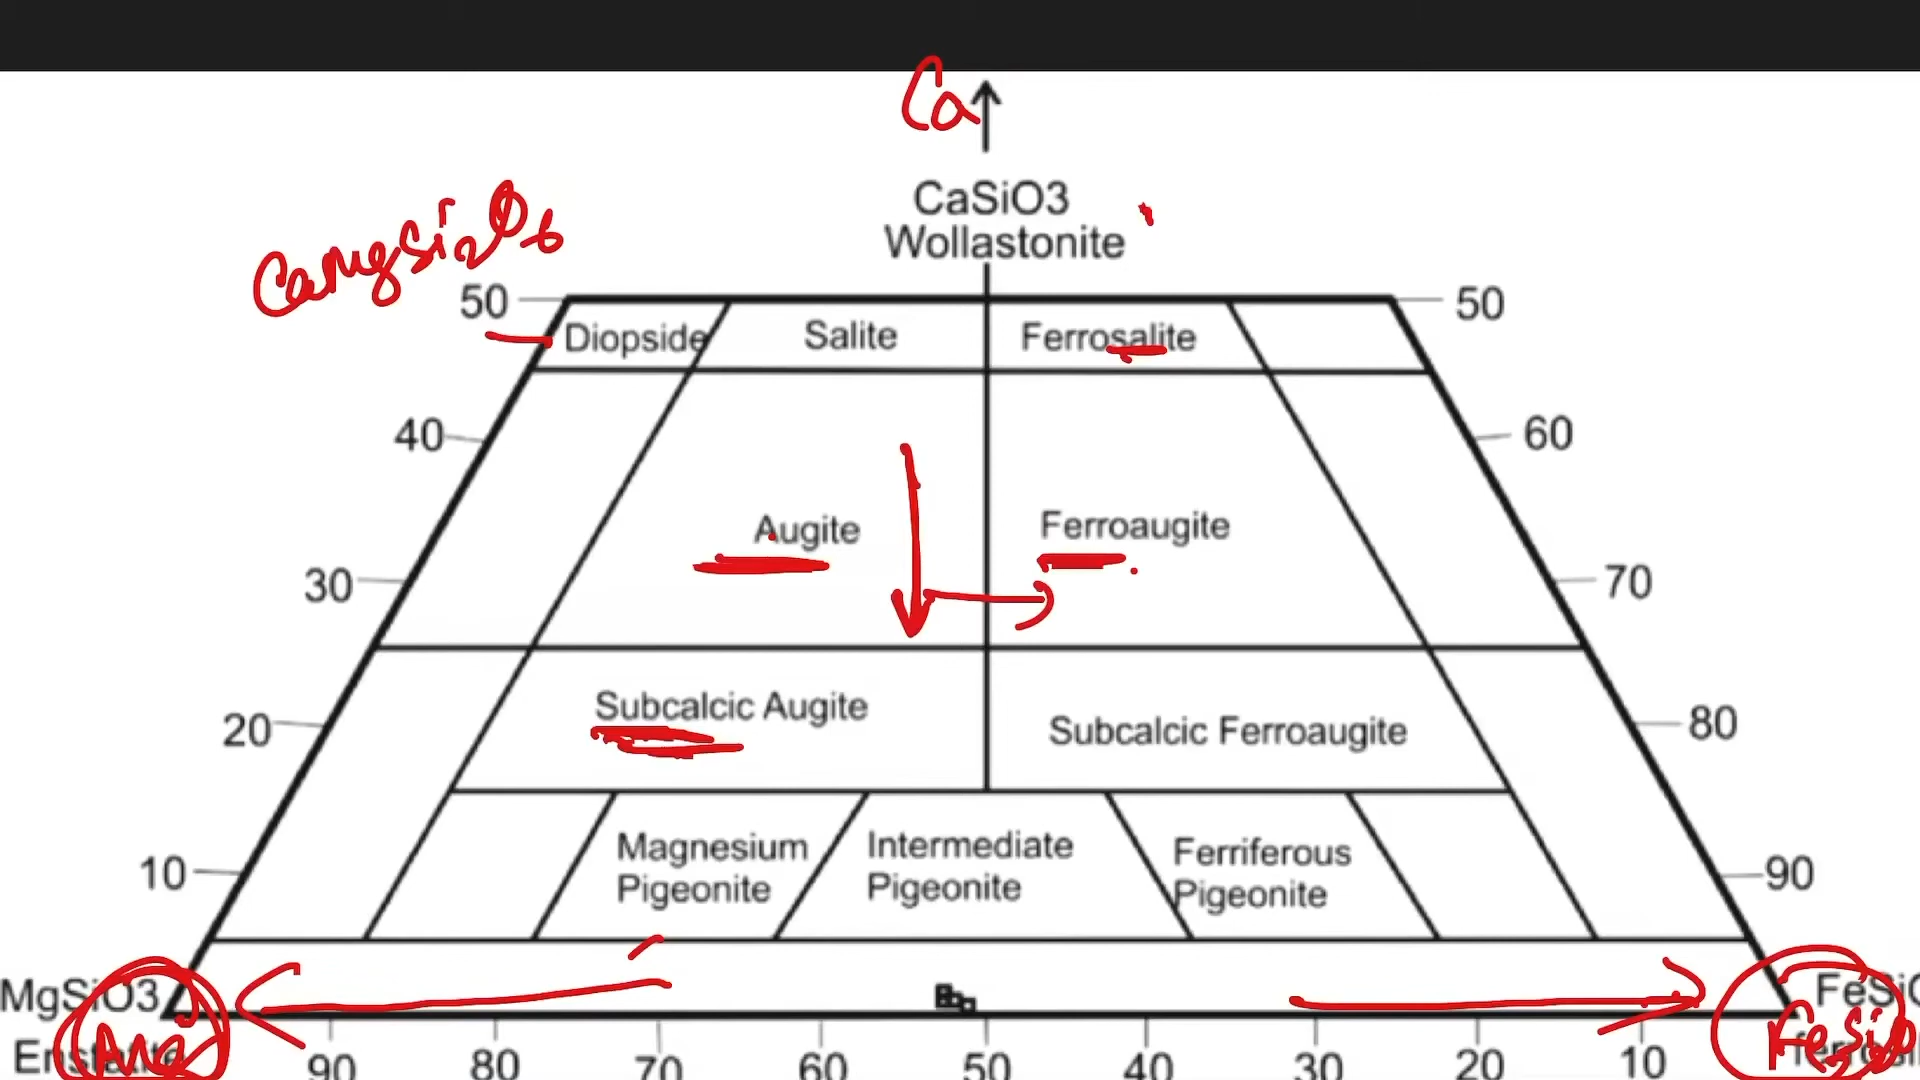 Ca
CaSiO3
Wollastonite
CaMgSi2O6
50 50
Diopside Salite Ferrosalite
40 60
Augite Ferroaugite
30 70
Subcalcic Augite
20 Subcalcic Ferroaugite 80
Magnesium Intermediate Ferriferous
10 Pigeonite Pigeonite Pigeonite 90
MgSiO3
Enstatite
90 80 70 60 50 40 30 20 10